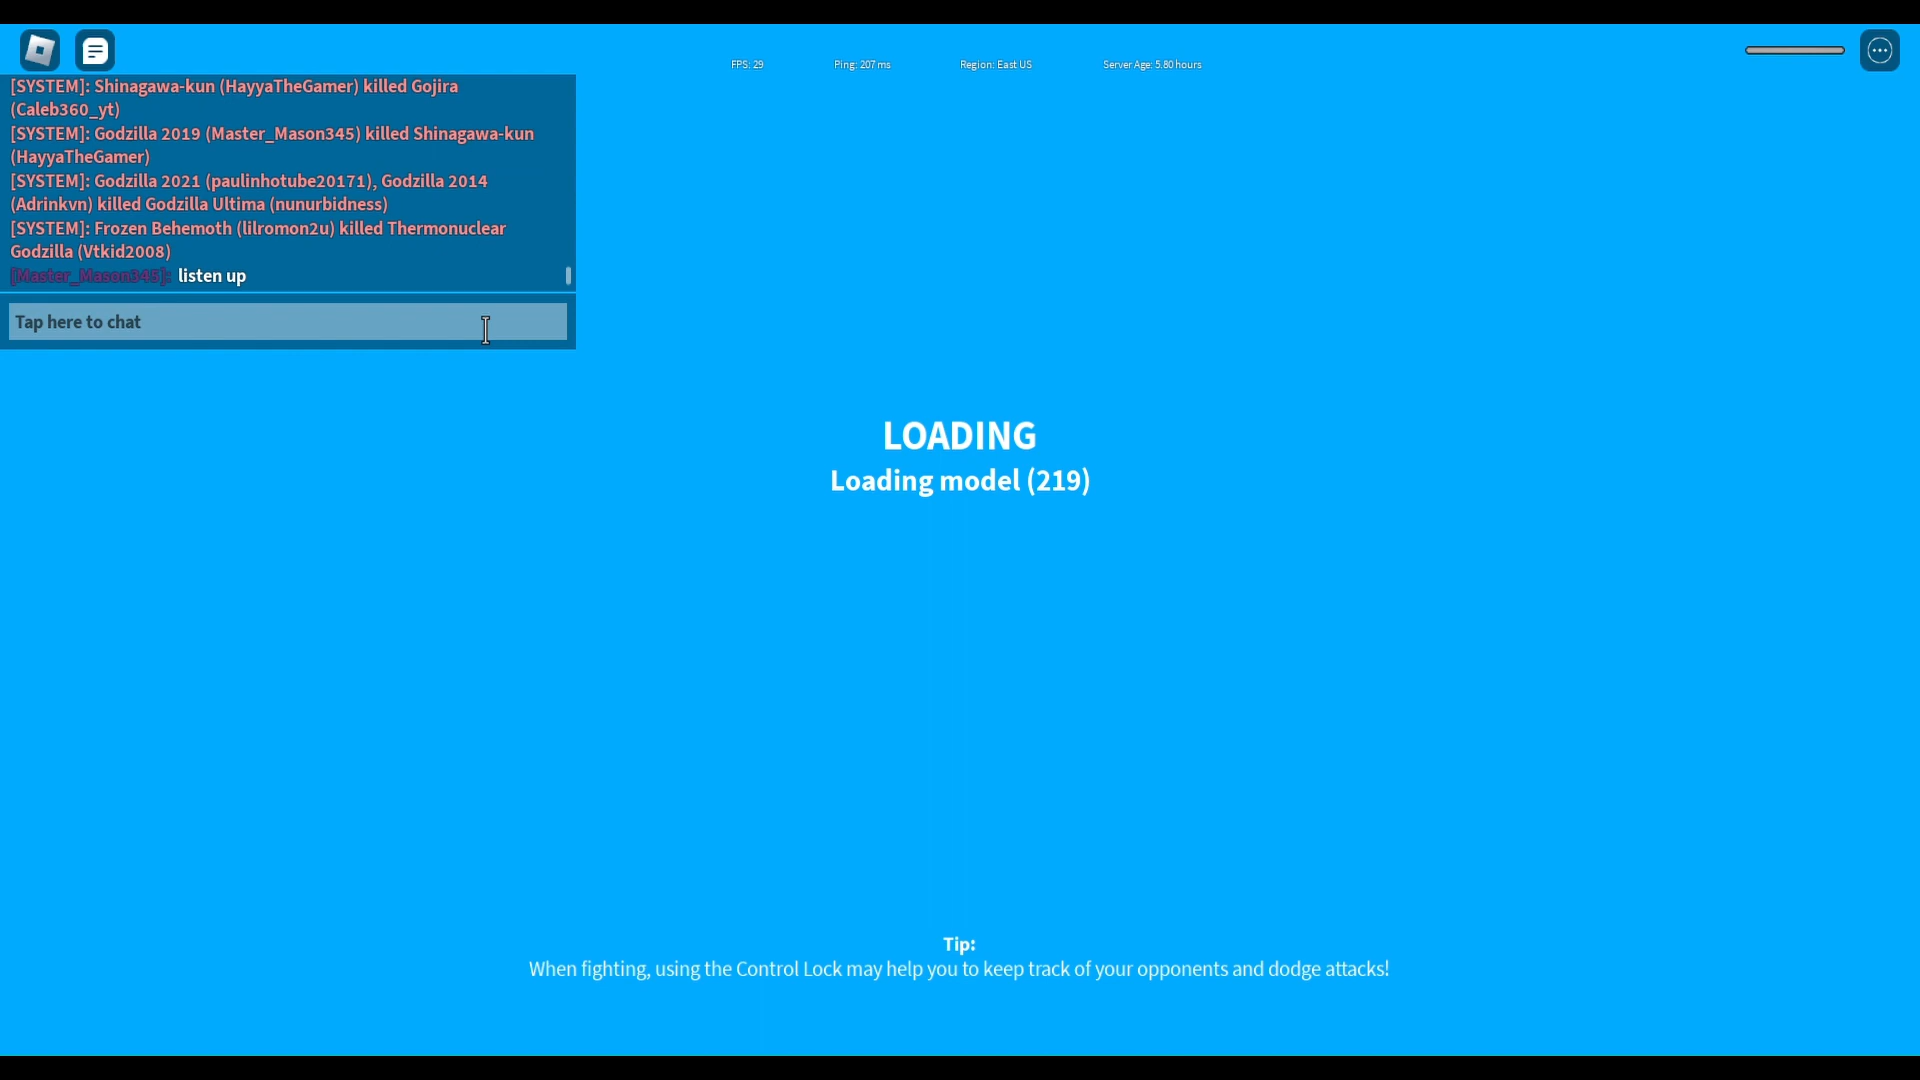 FPS: 29 Ping: 207 ms Region: East US Server Age: 5.80 hours
[SYSTEM]: Shinagawa-kun (HayyaTheGamer) killed Gojira
(Caleb360_yt)
[SYSTEM]: Godzilla 2019 (Master_Mason345) killed Shinagawa-kun
(HayyaTheGamer)
[SYSTEM]: Godzilla 2021 (paulinhotube20171), Godzilla 2014
(Adrinkvn) killed Godzilla Ultima (nunurbidness)
[SYSTEM]: Frozen Behemoth (lilromon2u) killed Thermonuclear
Godzilla (Vtkid2008)
[Master_Mason345]: listen up
Tap here to chat
LOADING
Loading model (219)
Tip:
When fighting, using the Control Lock may help you to keep track of your opponents and dodge attacks!